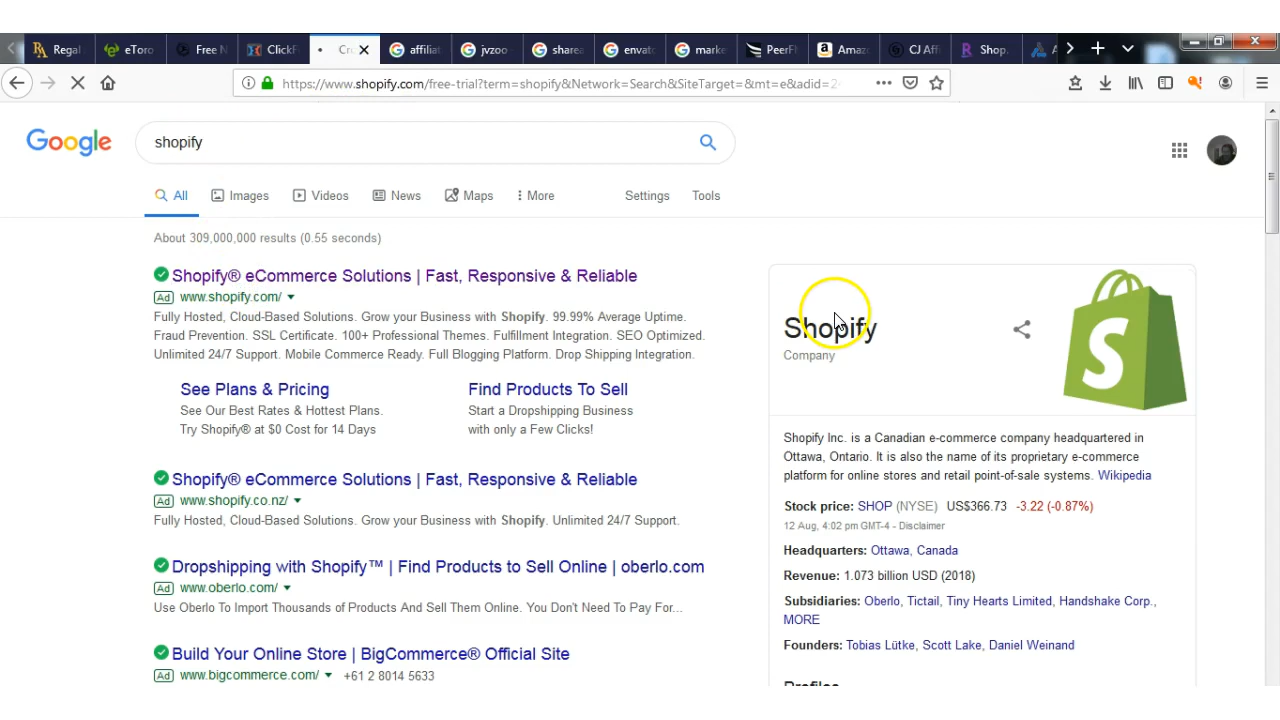 Regal
eToro
Free N
ClickF
Cr
affiliat
jvzoo
sharea
envato
marke
PeerFl
Amaz
CJ Aff
Shop.
https://www.shopify.com/free-trial?term=shopify&Network=Search&SiteTarget=&mt=e&adid=2
Google
shopify
All
Images
Videos
News
Maps
More
Settings
Tools
About 309,000,000 results (0.55 seconds)
Shopify® eCommerce Solutions | Fast, Responsive & Reliable
Ad www.shopify.com/
Fully Hosted, Cloud-Based Solutions. Grow your Business with Shopify. 99.99% Average Uptime.
Fraud Prevention. SSL Certificate. 100+ Professional Themes. Fulfillment Integration. SEO Optimized.
Unlimited 24/7 Support. Mobile Commerce Ready. Full Blogging Platform. Drop Shipping Integration.
See Plans & Pricing
See Our Best Rates & Hottest Plans.
Try Shopify® at $0 Cost for 14 Days
Find Products To Sell
Start a Dropshipping Business
with only a Few Clicks!
Shopify® eCommerce Solutions | Fast, Responsive & Reliable
Ad www.shopify.co.nz/
Fully Hosted, Cloud-Based Solutions. Grow your Business with Shopify. Unlimited 24/7 Support.
Dropshipping with Shopify™ | Find Products to Sell Online | oberlo.com
Ad www.oberlo.com/
Use Oberlo To Import Thousands of Products And Sell Them Online. You Don't Need To Pay For...
Build Your Online Store | BigCommerce® Official Site
Ad www.bigcommerce.com/ +61 2 8014 5633
Shopify
Company
S
Shopify Inc. is a Canadian e-commerce company headquartered in
Ottawa, Ontario. It is also the name of its proprietary e-commerce
platform for online stores and retail point-of-sale systems. Wikipedia
Stock price: SHOP (NYSE) US$366.73 -3.22 (-0.87%)
12 Aug, 4:02 pm GMT-4 - Disclaimer
Headquarters: Ottawa, Canada
Revenue: 1.073 billion USD (2018)
Subsidiaries: Oberlo, Tictail, Tiny Hearts Limited, Handshake Corp.,
MORE
Founders: Tobias Lütke, Scott Lake, Daniel Weinand
Profiles